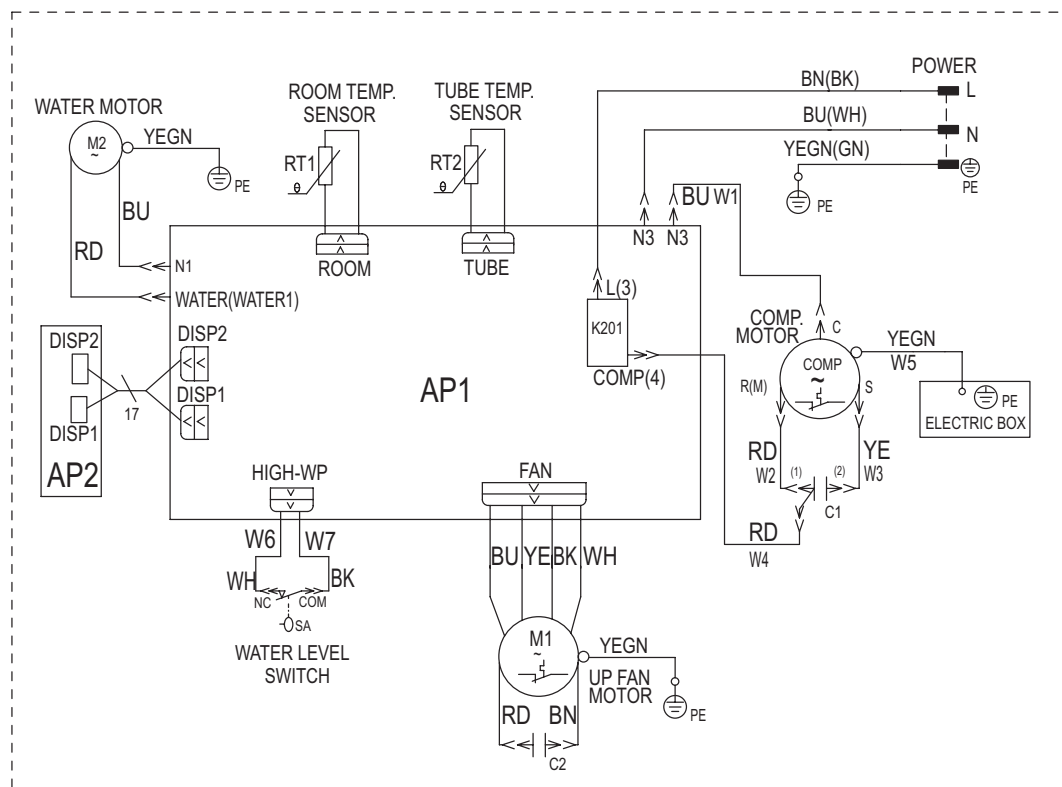 POWER
BN(BK)
L
BU(WH)
N
YEGN(GN)
PE
PE
ROOM TEMP.
SENSOR
TUBE TEMP.
SENSOR
RT1
θ
RT2
θ
WATER MOTOR
M2
~
YEGN
PE
BU
RD
N1
WATER(WATER1)
ROOM
TUBE
N3
N3
BU
W1
L(3)
K201
COMP(4)
COMP.
MOTOR
C
COMP
~
YEGN
W5
R(M)
S
PE
ELECTRIC BOX
DISP2
DISP2
DISP1
DISP1
17
AP2
AP1
RD
W2
(1)
(2)
YE
W3
C1
RD
W4
HIGH-WP
W6
W7
WH
BK
NC
COM
SA
WATER LEVEL
SWITCH
FAN
BU
YE
BK
WH
M1
~
YEGN
UP FAN
MOTOR
PE
RD
BN
C2